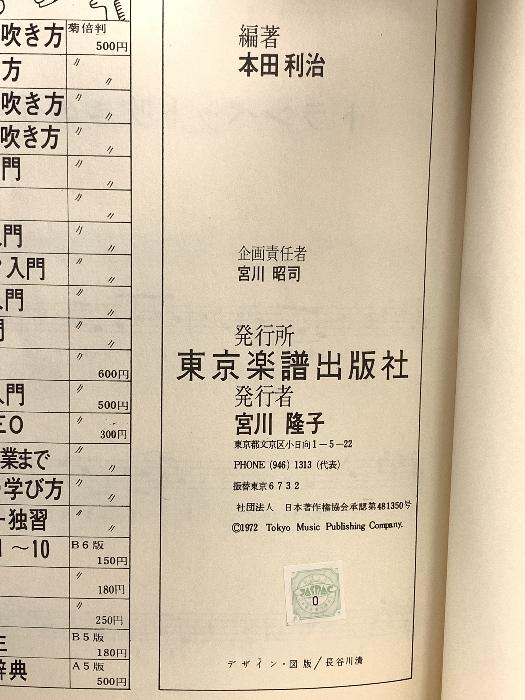 吹き方 菊倍判 500円
方 〃 〃
吹き方 〃 〃
吹き方 〃 〃
門 〃 〃
〃 〃
門 〃 〃
入門 〃 〃
入門 〃 〃
〃 〃
〃 600円
入門 500円
EO 〃 300円
業まで 〃 〃
学び方 〃 〃
独習 〃 〃
1～10 B6版 150円
〃 180円
〃 250円
B5版 180円
辞典 A5版 500円
編著
本田 利治
企画責任者
宮川 昭司
発行所
東京楽譜出版社
発行者
宮川 隆子
東京都文京区小日向1－5－22
PHONE (946) 1313 (代表)
振替東京6732
社団法人 日本著作権協会承認第481350号
©1972 Tokyo Music Publishing Company.
JASRAC
0
デザイン・図版/長谷川清